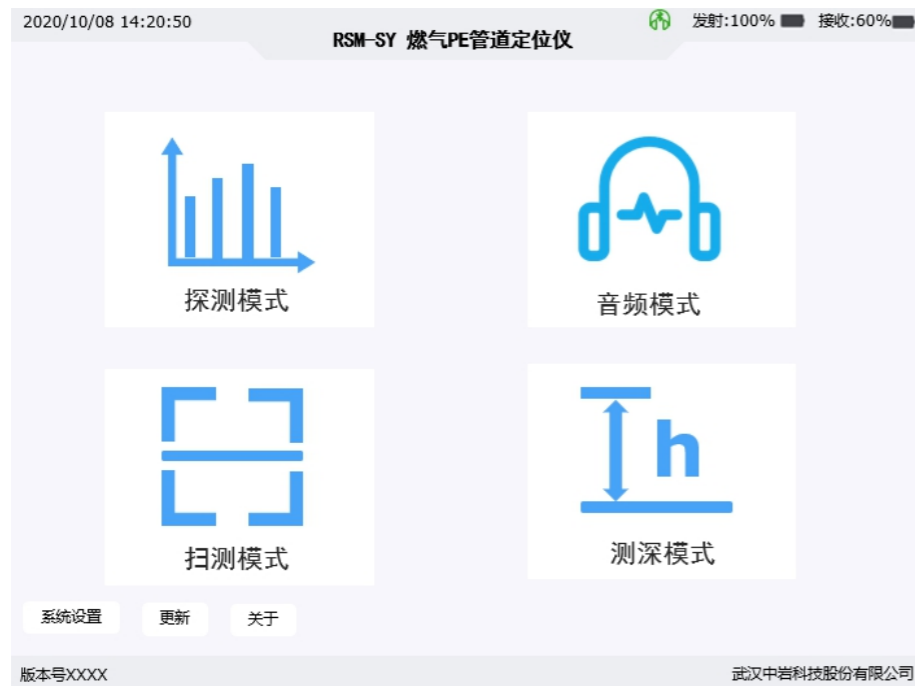 2020/10/08 14:20:50
RSM-SY 燃气PE管道定位仪
发射:100% 接收:60%
探测模式
音频模式
h
扫测模式
测深模式
系统设置 更新 关于
版本号XXXX
武汉中岩科技股份有限公司